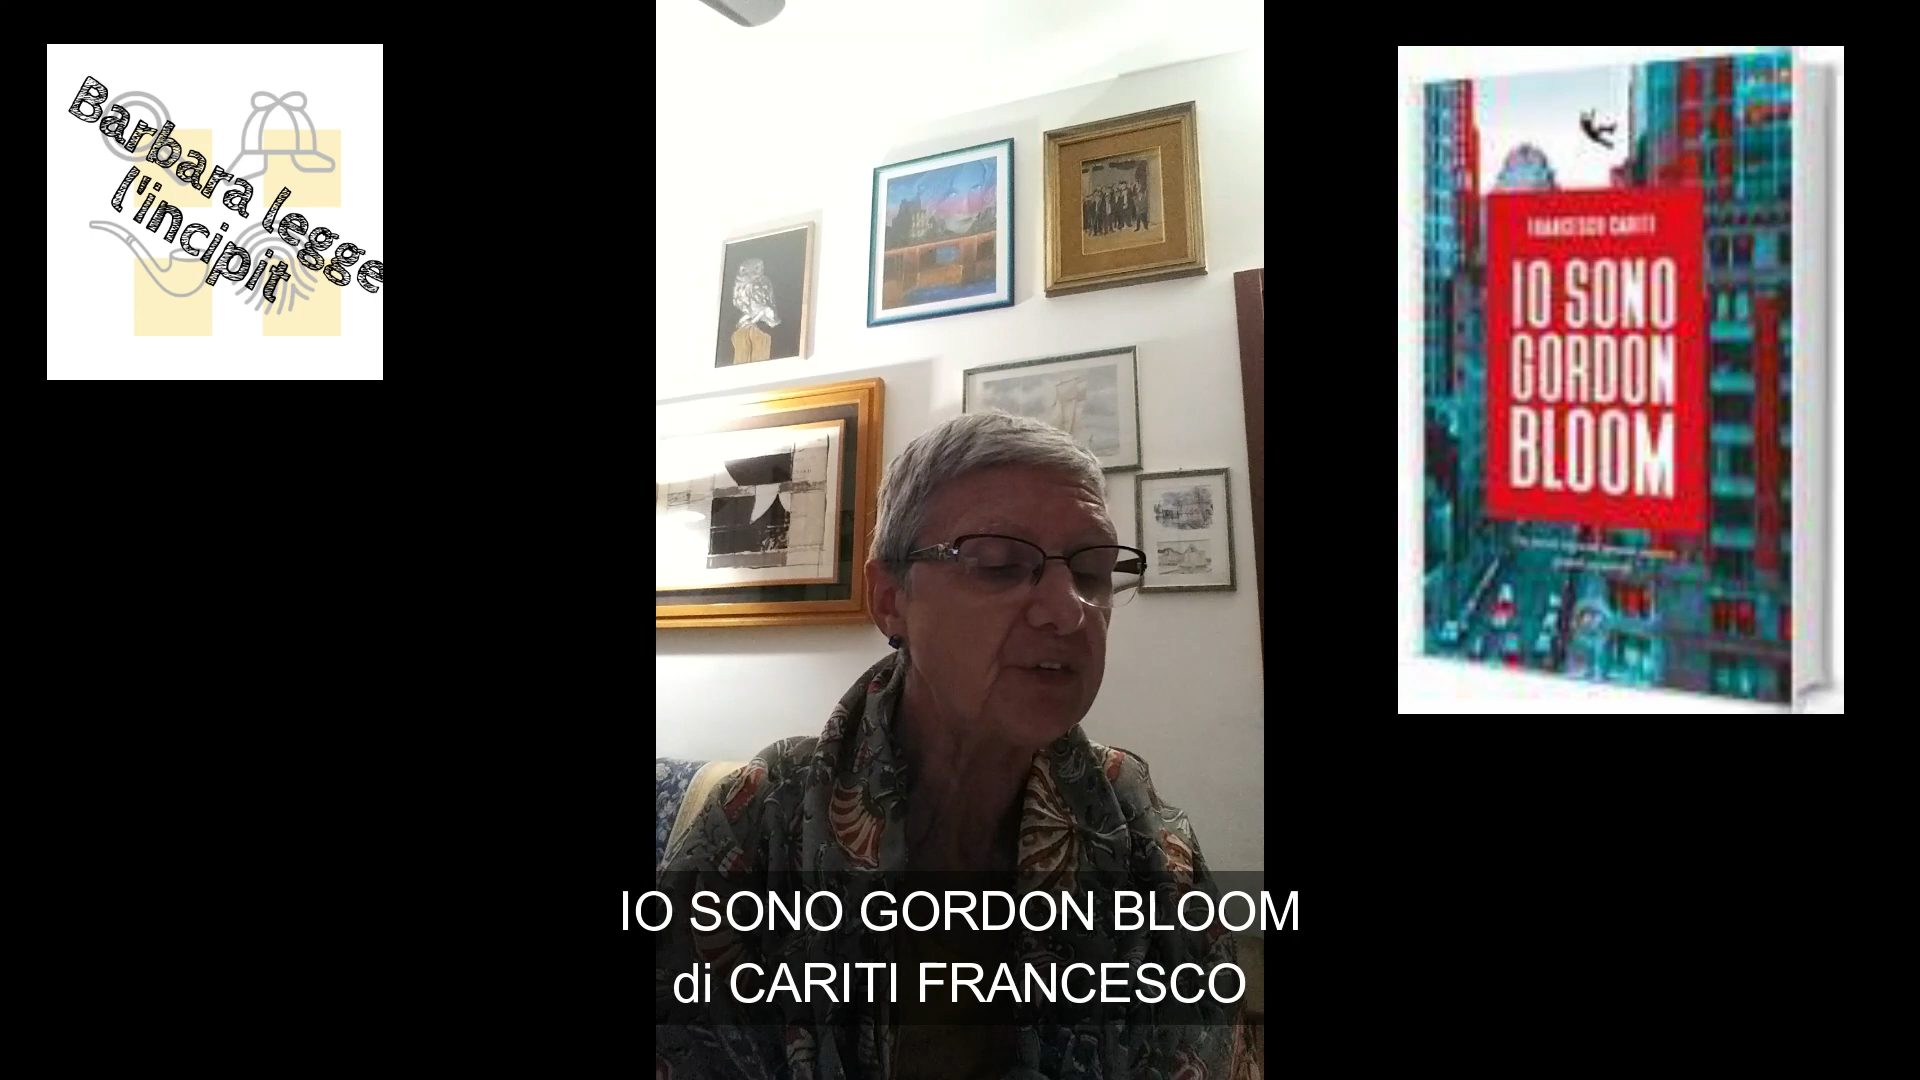 Barbara legge
l'incipit
FRANCESCO CARITI
IO SONO
GORDON
BLOOM
IO SONO GORDON BLOOM
di CARITI FRANCESCO